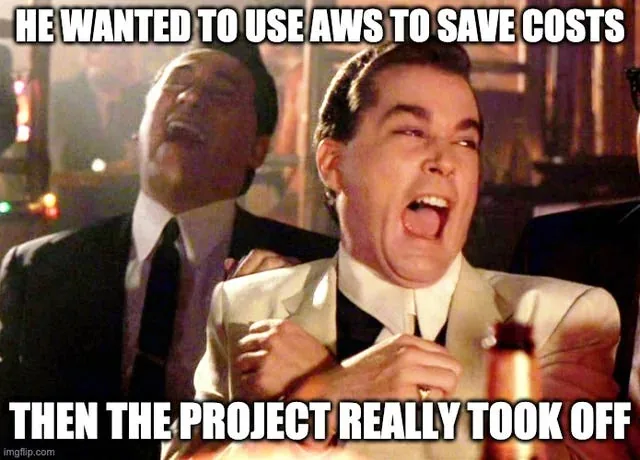 HE WANTED TO USE AWS TO SAVE COSTS
THEN THE PROJECT REALLY TOOK OFF
imgflip.com